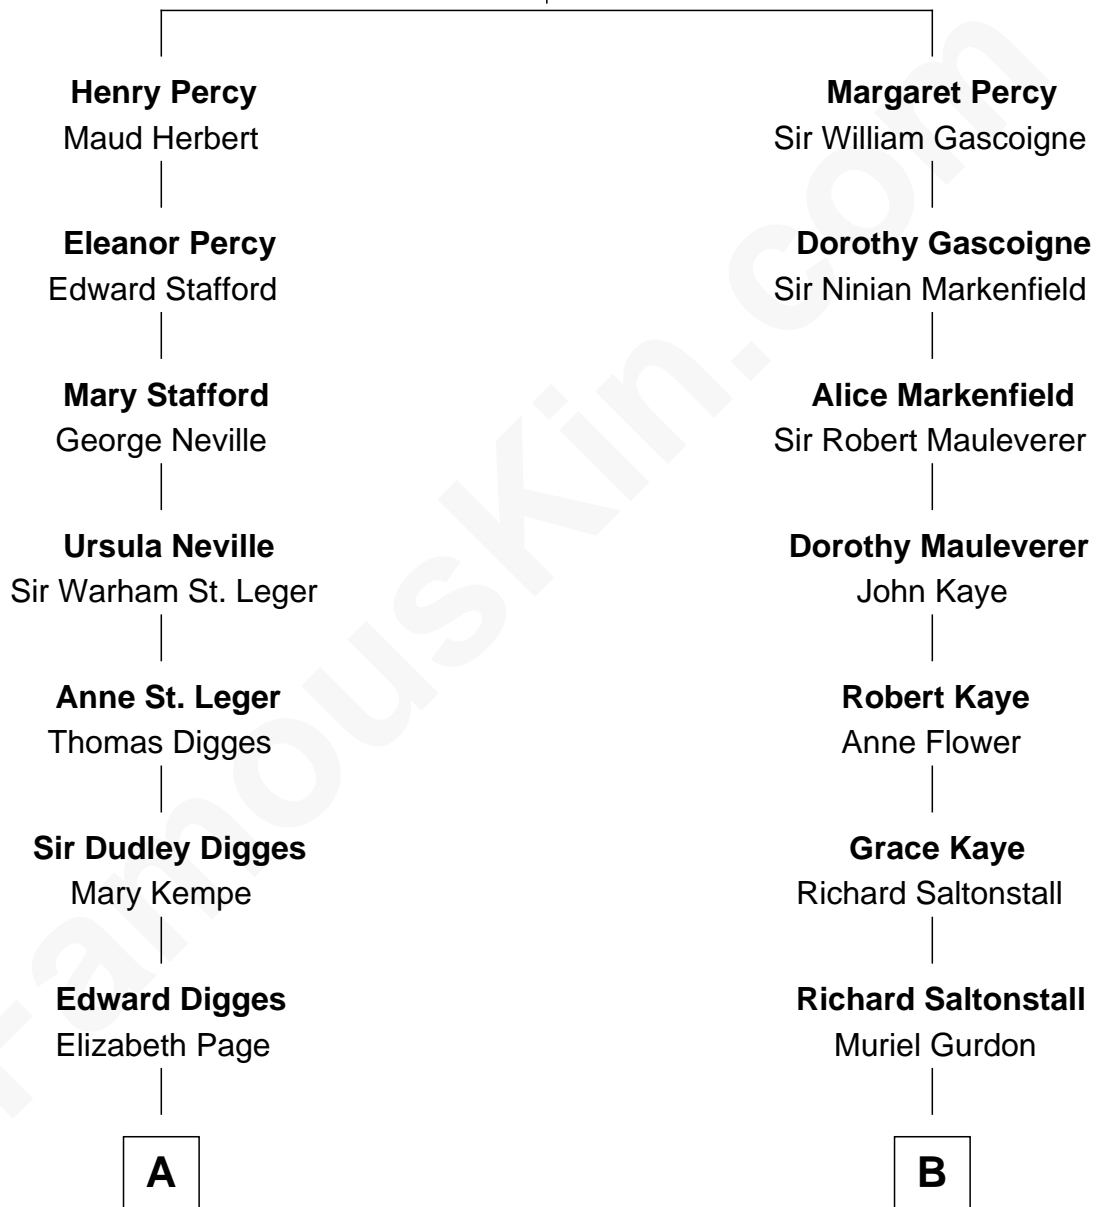 Henry Percy
Maud Herbert
Eleanor Percy
Edward Stafford
Mary Stafford
George Neville
Ursula Neville
Sir Warham St. Leger
Anne St. Leger
Thomas Digges
Sir Dudley Digges
Mary Kempe
Edward Digges
Elizabeth Page
A
Margaret Percy
Sir William Gascoigne
Dorothy Gascoigne
Sir Ninian Markenfield
Alice Markenfield
Sir Robert Mauleverer
Dorothy Mauleverer
John Kaye
Robert Kaye
Anne Flower
Grace Kaye
Richard Saltonstall
Richard Saltonstall
Muriel Gurdon
B
FamousKin.com